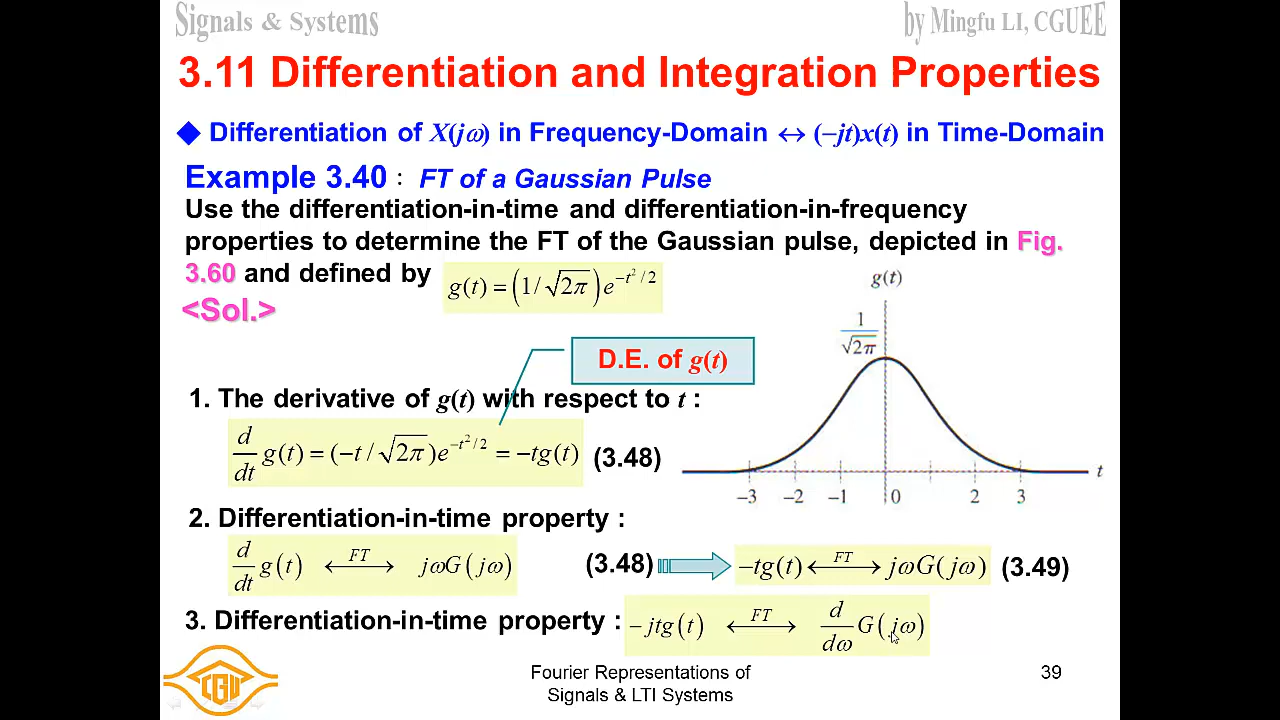 Signals & Systems
by Mingfu LI, CGUEE
3.11 Differentiation and Integration Properties
◆ Differentiation of X(jω) in Frequency-Domain ↔ (−jt)x(t) in Time-Domain
Example 3.40 : FT of a Gaussian Pulse
Use the differentiation-in-time and differentiation-in-frequency
properties to determine the FT of the Gaussian pulse, depicted in Fig.
3.60 and defined by g(t) = (1/√2π) e^{−t²/2}
<Sol.>
g(t)
1/√2π
D.E. of g(t)
1. The derivative of g(t) with respect to t :
d/dt g(t) = (−t/√2π)e^{−t²/2} = −tg(t) (3.48)
t
−3 −2 −1 0 2 3
2. Differentiation-in-time property :
d/dt g(t) ←FT→ jωG(jω) (3.48) −tg(t) ←FT→ jωG(jω) (3.49)
3. Differentiation-in-time property : −jtg(t) ←FT→ d/dω G(jω)
CGU
Fourier Representations of
Signals & LTI Systems
39